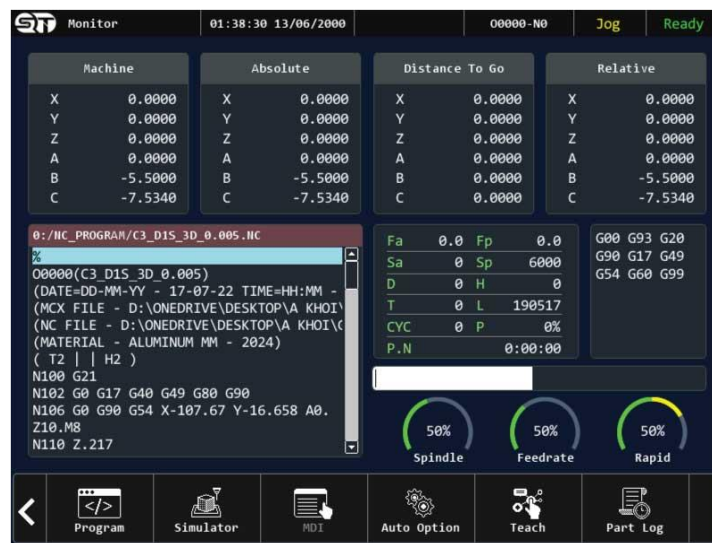 SQT Monitor 01:38:30 13/06/2000 O0000-N0 Jog Ready
Machine Absolute Distance To Go Relative
X 0.0000 X 0.0000 X 0.0000 X 0.0000
Y 0.0000 Y 0.0000 Y 0.0000 Y 0.0000
Z 0.0000 Z 0.0000 Z 0.0000 Z 0.0000
A 0.0000 A 0.0000 A 0.0000 A 0.0000
B -5.5000 B -5.5000 B 0.0000 B -5.5000
C -7.5340 C -7.5340 C 0.0000 C -7.5340
0:/NC_PROGRAM/C3_D1S_3D_0.005.NC
%
O0000(C3_D1S_3D_0.005)
(DATE=DD-MM-YY - 17-07-22 TIME=HH:MM -
(MCX FILE - D:\ONEDRIVE\DESKTOP\A KHOI\
(NC FILE - D:\ONEDRIVE\DESKTOP\A KHOI\
(MATERIAL - ALUMINUM MM - 2024)
( T2 | | H2 )
N100 G21
N102 G0 G17 G40 G49 G80 G90
N106 G0 G90 G54 X-107.67 Y-16.658 A0.
Z10.M8
N110 Z.217
Fa 0.0 Fp 0.0
Sa 0 Sp 6000
D 0 H 0
T 0 L 190517
CYC 0 P 0%
P.N 0:00:00
G00 G93 G20
G90 G17 G49
G54 G60 G99
50% 50% 50%
Spindle Feedrate Rapid
Program Simulator MDI Auto Option Teach Part Log